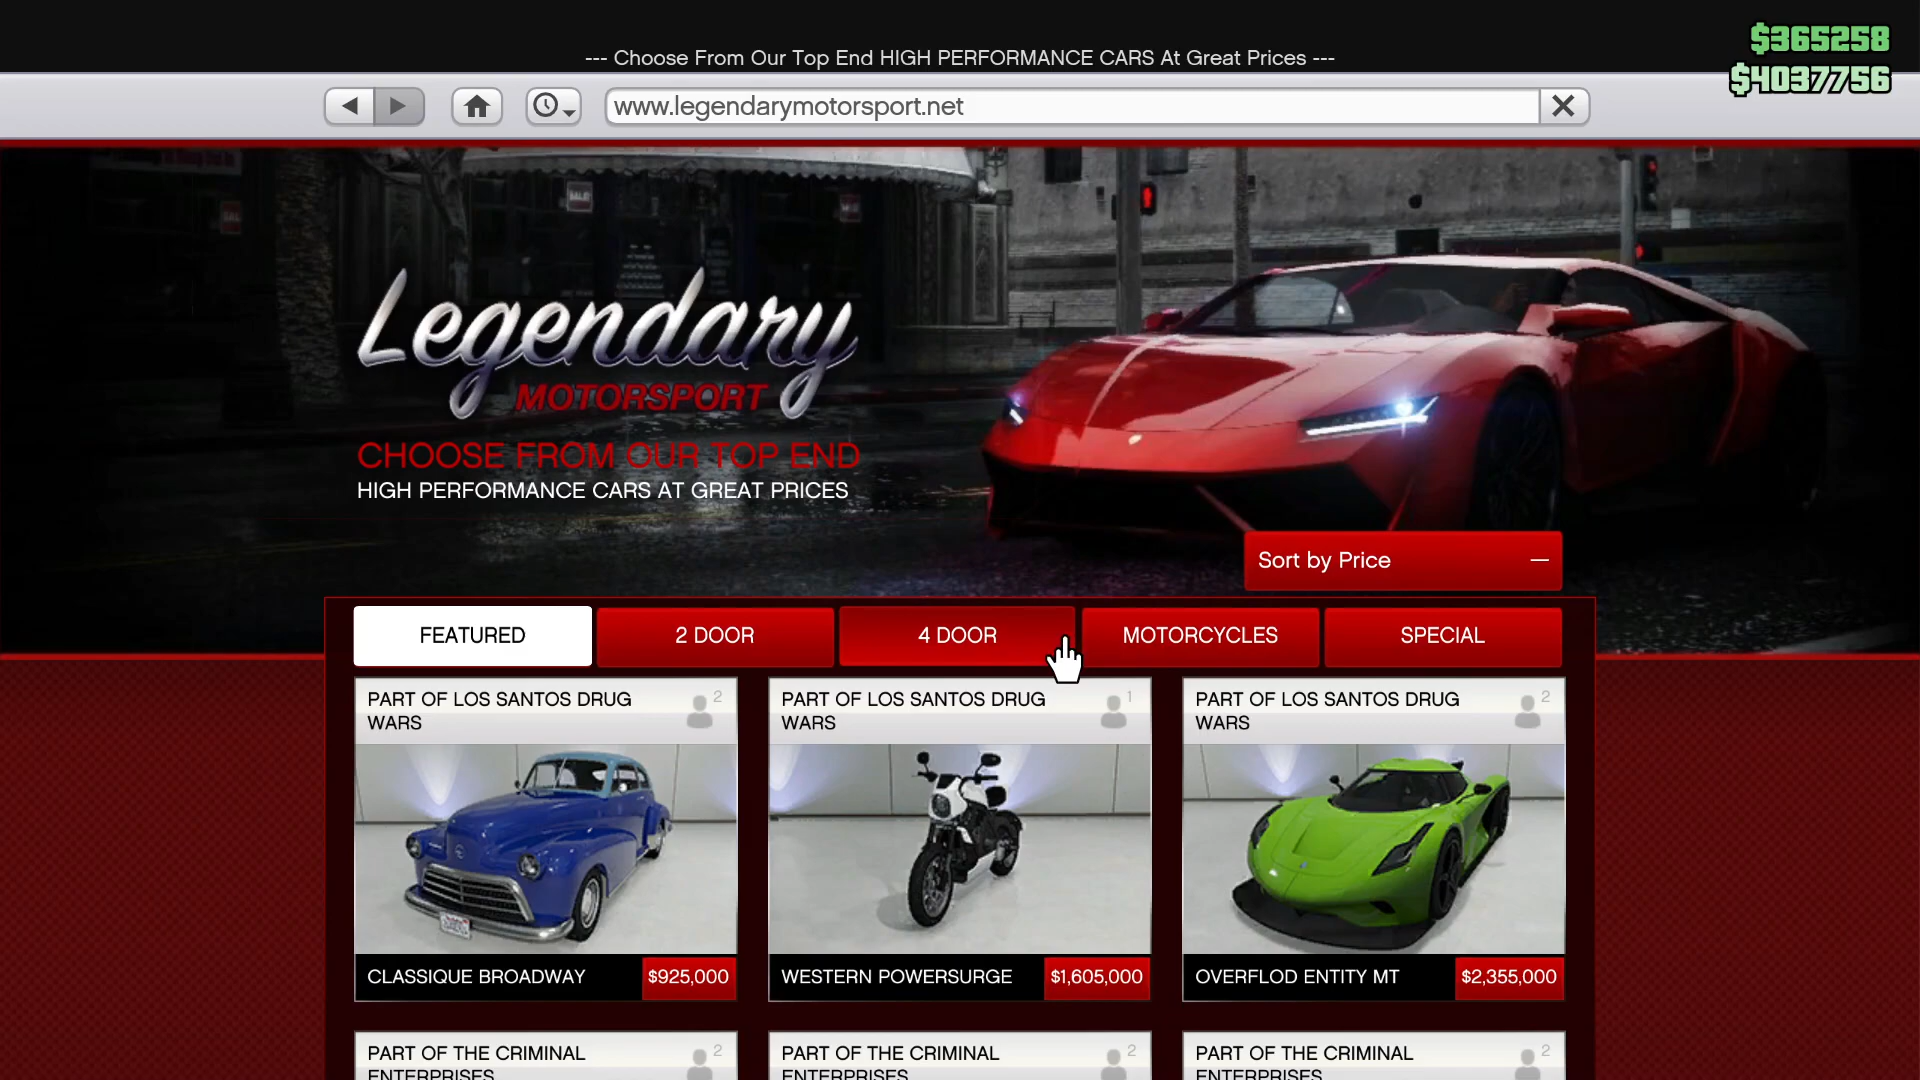 --- Choose From Our Top End HIGH PERFORMANCE CARS At Great Prices ---
$365258
$4037756
www.legendarymotorsport.net
Legendary
MOTORSPORT
CHOOSE FROM OUR TOP END
HIGH PERFORMANCE CARS AT GREAT PRICES
Sort by Price
FEATURED
2 DOOR
4 DOOR
MOTORCYCLES
SPECIAL
PART OF LOS SANTOS DRUG
WARS
2
PART OF LOS SANTOS DRUG
WARS
1
PART OF LOS SANTOS DRUG
WARS
2
CLASSIQUE BROADWAY
$925,000
WESTERN POWERSURGE
$1,605,000
OVERFLOD ENTITY MT
$2,355,000
PART OF THE CRIMINAL
ENTERPRISES
2
PART OF THE CRIMINAL
ENTERPRISES
2
PART OF THE CRIMINAL
ENTERPRISES
2